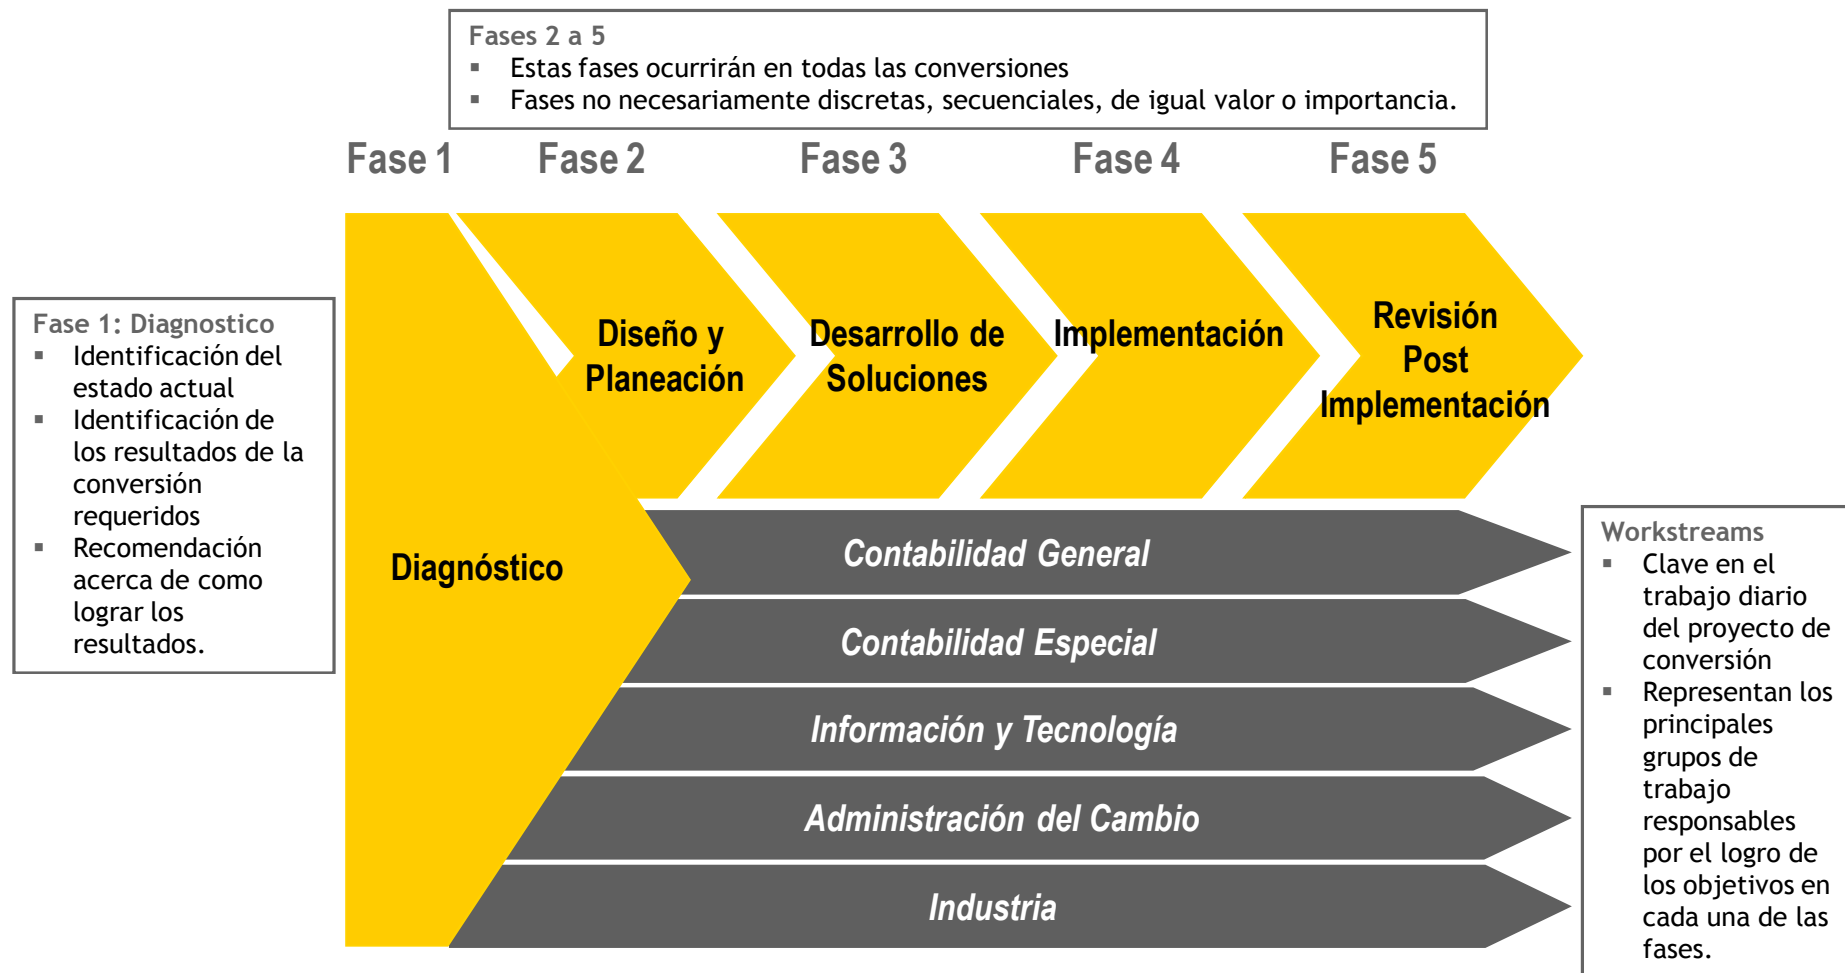 Fases 2 a 5
▪ Estas fases ocurrirán en todas las conversiones
▪ Fases no necesariamente discretas, secuenciales, de igual valor o importancia.
Fase 1
Fase 2
Fase 3
Fase 4
Fase 5
Fase 1: Diagnostico
▪ Identificación del
estado actual
▪ Identificación de
los resultados de la
conversión
requeridos
▪ Recomendación
acerca de como
lograr los
resultados.
Diagnóstico
Diseño y
Planeación
Desarrollo de
Soluciones
Implementación
Revisión
Post
Implementación
Contabilidad General
Contabilidad Especial
Información y Tecnología
Administración del Cambio
Industria
Workstreams
▪ Clave en el
trabajo diario
del proyecto de
conversión
▪ Representan los
principales
grupos de
trabajo
responsables
por el logro de
los objetivos en
cada una de las
fases.